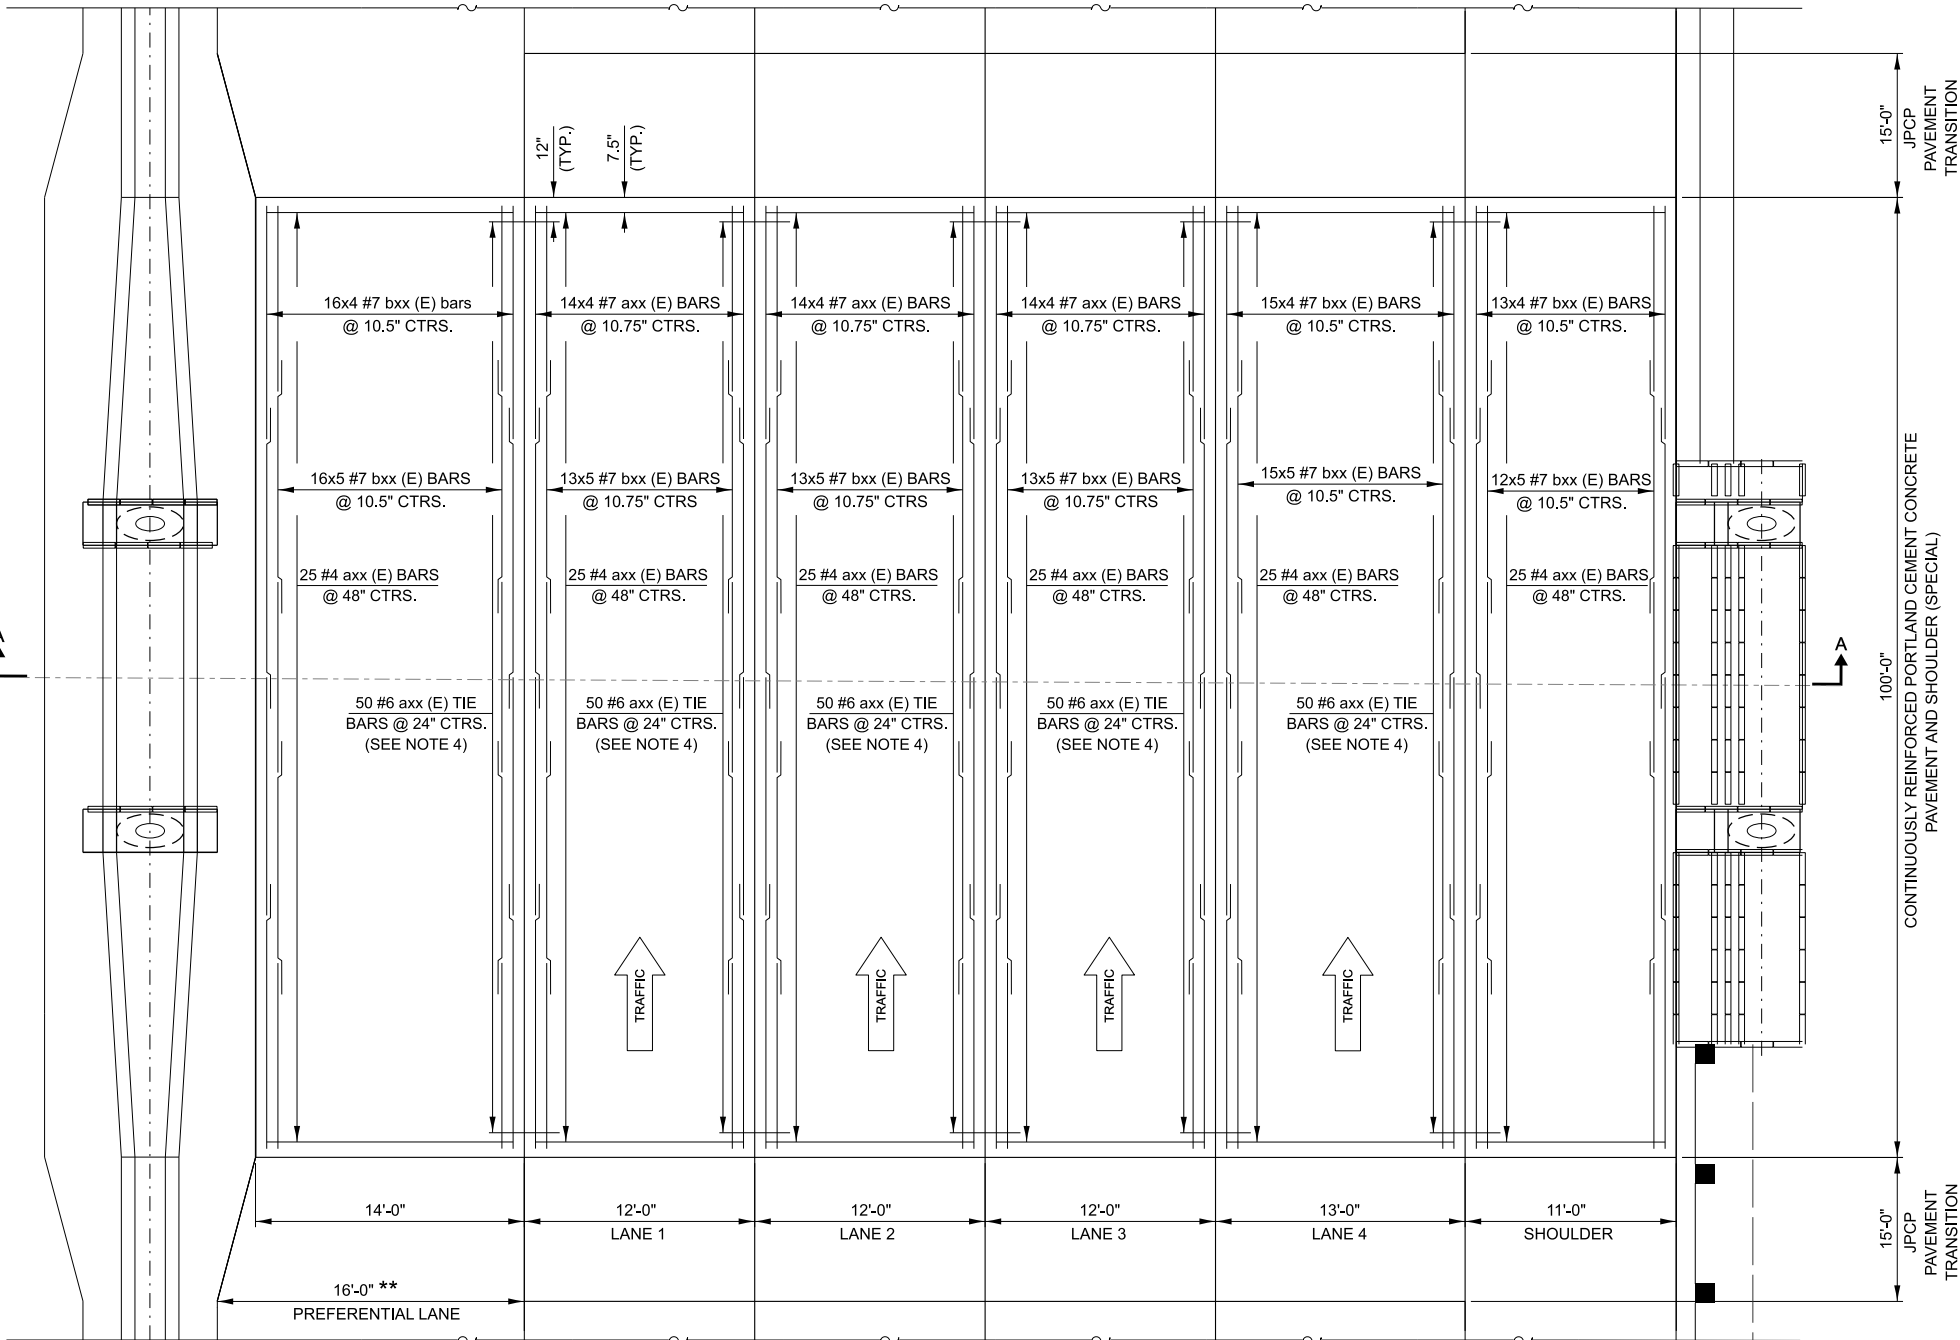 12"
(TYP.)
7.5"
(TYP.)
15'-0"
JPCP
PAVEMENT
TRANSITION
16x4 #7 bxx (E) bars
@ 10.5" CTRS.
14x4 #7 axx (E) BARS
@ 10.75" CTRS.
14x4 #7 axx (E) BARS
@ 10.75" CTRS.
14x4 #7 axx (E) BARS
@ 10.75" CTRS.
15x4 #7 bxx (E) BARS
@ 10.5" CTRS.
13x4 #7 bxx (E) BARS
@ 10.5" CTRS.
16x5 #7 bxx (E) BARS
@ 10.5" CTRS.
13x5 #7 bxx (E) BARS
@ 10.75" CTRS
13x5 #7 bxx (E) BARS
@ 10.75" CTRS
13x5 #7 bxx (E) BARS
@ 10.75" CTRS
15x5 #7 bxx (E) BARS
@ 10.5" CTRS.
12x5 #7 bxx (E) BARS
@ 10.5" CTRS.
25 #4 axx (E) BARS
@ 48" CTRS.
25 #4 axx (E) BARS
@ 48" CTRS.
25 #4 axx (E) BARS
@ 48" CTRS.
25 #4 axx (E) BARS
@ 48" CTRS.
25 #4 axx (E) BARS
@ 48" CTRS.
25 #4 axx (E) BARS
@ 48" CTRS.
A
A
100'-0"
CONTINUOUSLY REINFORCED PORTLAND CEMENT CONCRETE
PAVEMENT AND SHOULDER (SPECIAL)
50 #6 axx (E) TIE
BARS @ 24" CTRS.
(SEE NOTE 4)
50 #6 axx (E) TIE
BARS @ 24" CTRS.
(SEE NOTE 4)
50 #6 axx (E) TIE
BARS @ 24" CTRS.
(SEE NOTE 4)
50 #6 axx (E) TIE
BARS @ 24" CTRS.
(SEE NOTE 4)
50 #6 axx (E) TIE
BARS @ 24" CTRS.
(SEE NOTE 4)
TRAFFIC
TRAFFIC
TRAFFIC
TRAFFIC
14'-0"
12'-0"
LANE 1
12'-0"
LANE 2
12'-0"
LANE 3
13'-0"
LANE 4
11'-0"
SHOULDER
15'-0"
JPCP
PAVEMENT
TRANSITION
16'-0" **
PREFERENTIAL LANE